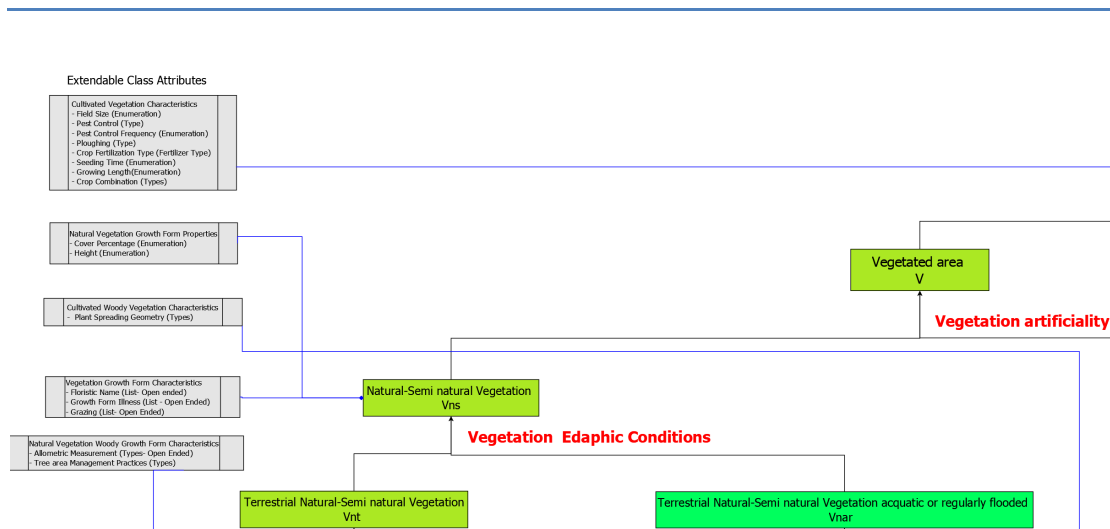 Extendable Class Attributes
Cultivated Vegetation Characteristics
- Field Size (Enumeration)
- Pest Control (Type)
- Pest Control Frequency (Enumeration)
- Ploughing (Type)
- Crop Fertilization Type (Fertilizer Type)
- Seeding Time (Enumeration)
- Growing Length(Enumeration)
- Crop Combination (Types)
Natural Vegetation Growth Form Properties
- Cover Percentage (Enumeration)
- Height (Enumeration)
Vegetated area
V
Cultivated Woody Vegetation Characteristics
- Plant Spreading Geometry (Types)
Vegetation artificiality
Vegetation Growth Form Characteristics
- Floristic Name (List- Open ended)
- Growth Form Illness (List - Open Ended)
- Grazing (List- Open Ended)
Natural-Semi natural Vegetation
Vns
Vegetation Edaphic Conditions
Natural Vegetation Woody Growth Form Characteristics
- Allometric Measurement (Types- Open Ended)
- Tree area Management Practices (Types)
Terrestrial Natural-Semi natural Vegetation
Vnt
Terrestrial Natural-Semi natural Vegetation acquatic or regularly flooded
Vnar